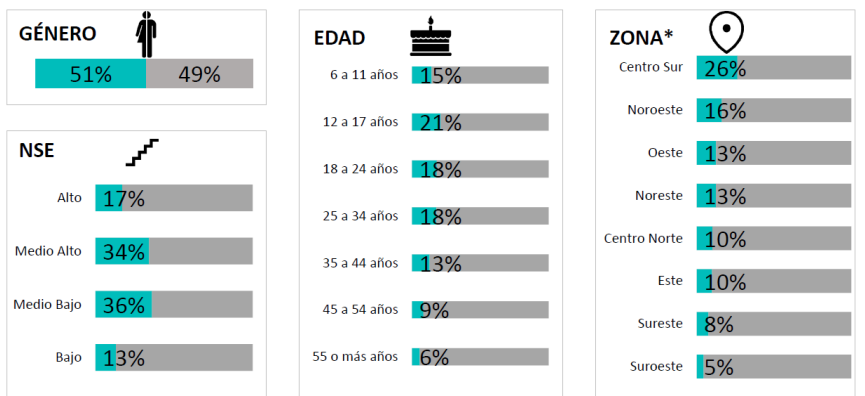 GÉNERO
51% 49%
NSE
Alto 17%
Medio Alto 34%
Medio Bajo 36%
Bajo 13%
EDAD
6 a 11 años 15%
12 a 17 años 21%
18 a 24 años 18%
25 a 34 años 18%
35 a 44 años 13%
45 a 54 años 9%
55 o más años 6%
ZONA*
Centro Sur 26%
Noroeste 16%
Oeste 13%
Noreste 13%
Centro Norte 10%
Este 10%
Sureste 8%
Suroeste 5%